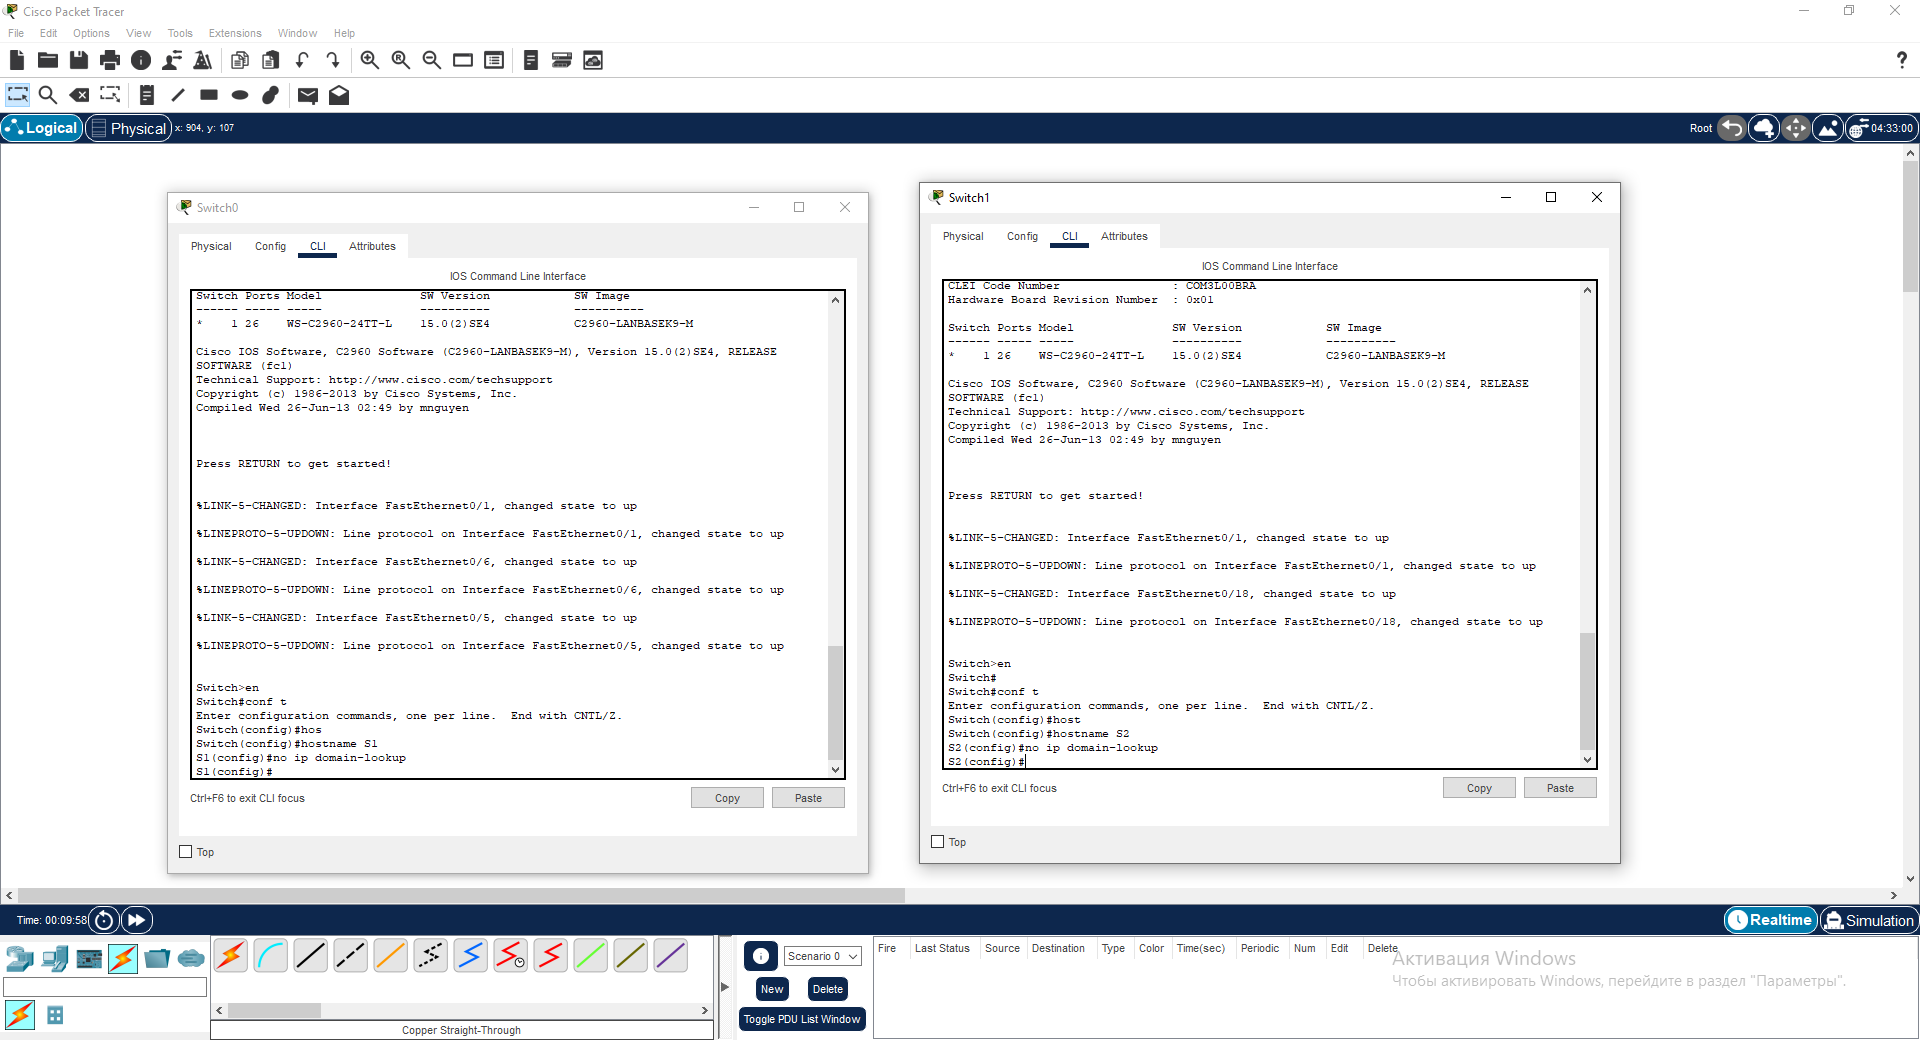 Cisco Packet Tracer
File Edit Options View Tools Extensions Window Help
Logical Physical x: 904, y: 107
Root 04:33:00
Switch0
Physical Config CLI Attributes
IOS Command Line Interface
Switch Ports Model SW Version SW Image
------ ----- ----- ---------- ----------
* 1 26 WS-C2960-24TT-L 15.0(2)SE4 C2960-LANBASEK9-M
Cisco IOS Software, C2960 Software (C2960-LANBASEK9-M), Version 15.0(2)SE4, RELEASE
SOFTWARE (fc1)
Technical Support: http://www.cisco.com/techsupport
Copyright (c) 1986-2013 by Cisco Systems, Inc.
Compiled Wed 26-Jun-13 02:49 by mnguyen
Press RETURN to get started!
%LINK-5-CHANGED: Interface FastEthernet0/1, changed state to up
%LINEPROTO-5-UPDOWN: Line protocol on Interface FastEthernet0/1, changed state to up
%LINK-5-CHANGED: Interface FastEthernet0/6, changed state to up
%LINEPROTO-5-UPDOWN: Line protocol on Interface FastEthernet0/6, changed state to up
%LINK-5-CHANGED: Interface FastEthernet0/5, changed state to up
%LINEPROTO-5-UPDOWN: Line protocol on Interface FastEthernet0/5, changed state to up
Switch>en
Switch#conf t
Enter configuration commands, one per line. End with CNTL/Z.
Switch(config)#hos
Switch(config)#hostname S1
S1(config)#no ip domain-lookup
S1(config)#
Ctrl+F6 to exit CLI focus
Copy Paste
Top
Switch1
Physical Config CLI Attributes
IOS Command Line Interface
CLEI Code Number : COM3L00BRA
Hardware Board Revision Number : 0x01
Switch Ports Model SW Version SW Image
------ ----- ----- ---------- ----------
* 1 26 WS-C2960-24TT-L 15.0(2)SE4 C2960-LANBASEK9-M
Cisco IOS Software, C2960 Software (C2960-LANBASEK9-M), Version 15.0(2)SE4, RELEASE
SOFTWARE (fc1)
Technical Support: http://www.cisco.com/techsupport
Copyright (c) 1986-2013 by Cisco Systems, Inc.
Compiled Wed 26-Jun-13 02:49 by mnguyen
Press RETURN to get started!
%LINK-5-CHANGED: Interface FastEthernet0/1, changed state to up
%LINEPROTO-5-UPDOWN: Line protocol on Interface FastEthernet0/1, changed state to up
%LINK-5-CHANGED: Interface FastEthernet0/18, changed state to up
%LINEPROTO-5-UPDOWN: Line protocol on Interface FastEthernet0/18, changed state to up
Switch>en
Switch#
Switch#conf t
Enter configuration commands, one per line. End with CNTL/Z.
Switch(config)#host
Switch(config)#hostname S2
S2(config)#no ip domain-lookup
S2(config)#
Ctrl+F6 to exit CLI focus
Copy Paste
Top
Time: 00:09:58
Realtime Simulation
Copper Straight-Through
Scenario 0
New Delete
Toggle PDU List Window
Fire Last Status Source Destination Type Color Time(sec) Periodic Num Edit Delete
Активация Windows
Чтобы активировать Windows, перейдите в раздел "Параметры".